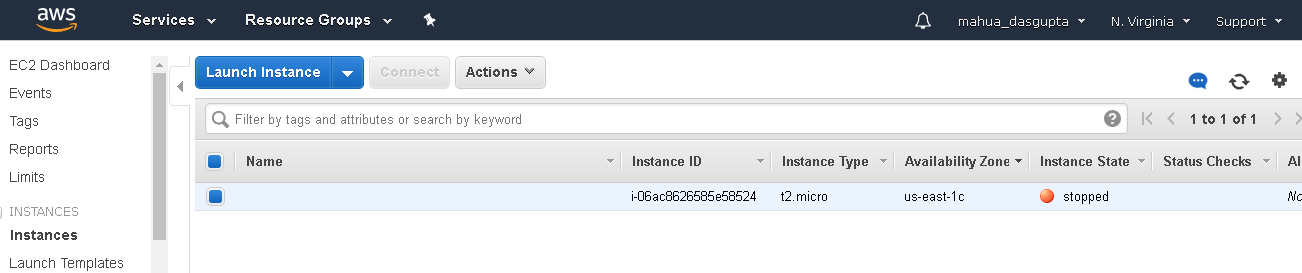 aws Services Resource Groups mahua_dasgupta N. Virginia Support
EC2 Dashboard
Events
Tags
Reports
Limits
INSTANCES
Instances
Launch Templates
Launch Instance Connect Actions
Filter by tags and attributes or search by keyword ? 1 to 1 of 1
Name Instance ID Instance Type Availability Zone Instance State Status Checks Al
i-06ac8626585e58524 t2.micro us-east-1c stopped No